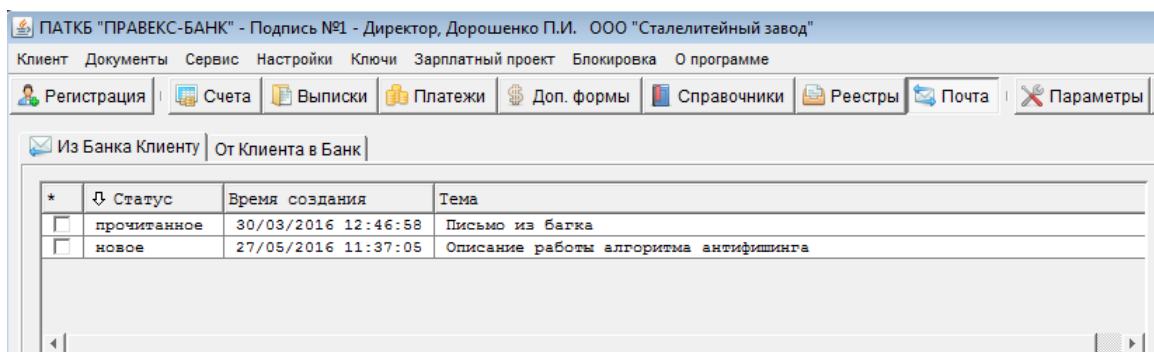 ПАТКБ "ПРАВЕКС-БАНК" - Подпись №1 - Директор, Дорошенко П.И. ООО "Сталелитейный завод"
Клиент Документы Сервис Настройки Ключи Зарплатный проект Блокировка О программе
Регистрация Счета Выписки Платежи Доп. формы Справочники Реестры Почта Параметры
Из Банка Клиенту От Клиента в Банк
* Статус Время создания Тема
прочитанное 30/03/2016 12:46:58 Письмо из багка
новое 27/05/2016 11:37:05 Описание работы алгоритма антифишинга